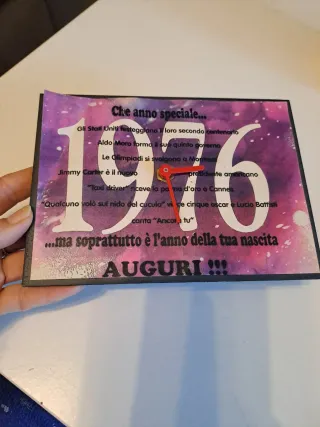 Che anno speciale...
1976
Gli Stati Uniti festeggiano il loro secondo centenario
Aldo Moro forma il suo quinto governo
Le Olimpiadi si svolgono a Montreal
Jimmy Carter è il nuovo presidente americano
"Taxi driver" riceve la palma d'oro a Cannes
"Qualcuno volò sul nido del cuculo" vince cinque oscar e Lucio Battisti
canta "Ancora tu"
...ma soprattutto è l'anno della tua nascita
AUGURI !!!